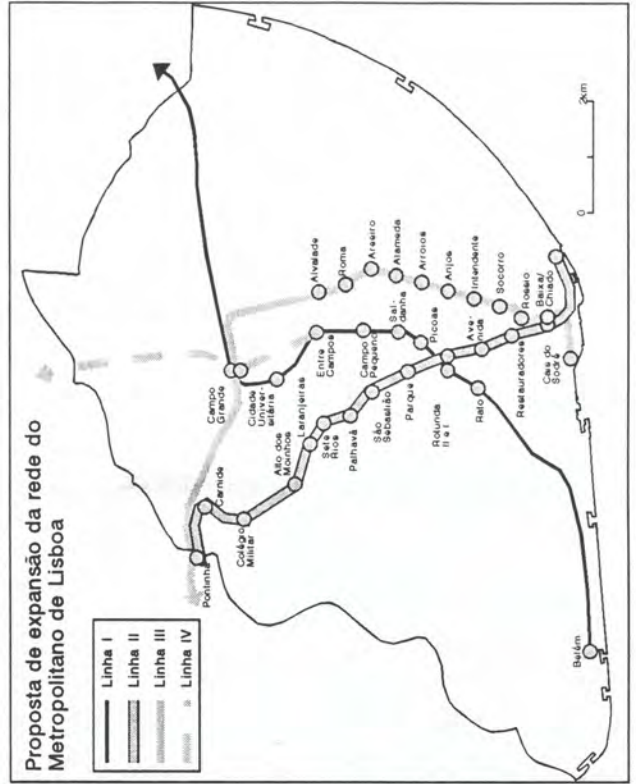 Proposta de expansão da rede do
Metropolitano de Lisboa
Linha I
Linha II
Linha III
Linha IV
Pontinha
Carnide
Colégio
Militar
Alto dos
Moinhos
Laranjeiras
Sete
Rios
Palhavã
São
Sebastião
Parque
Rotunda
II e I
Rato
Campo
Grande
Cidade
Univer-
sitária
Entre
Campos
Campo
Pequeno
Sal-
danha
Picoas
Ave-
nida
Restauradores
Baixa/
Chiado
Cais do
Sodré
Alvalade
Roma
Areeiro
Alameda
Arroios
Anjos
Intendente
Socorro
Rossio
Belém
0
2km